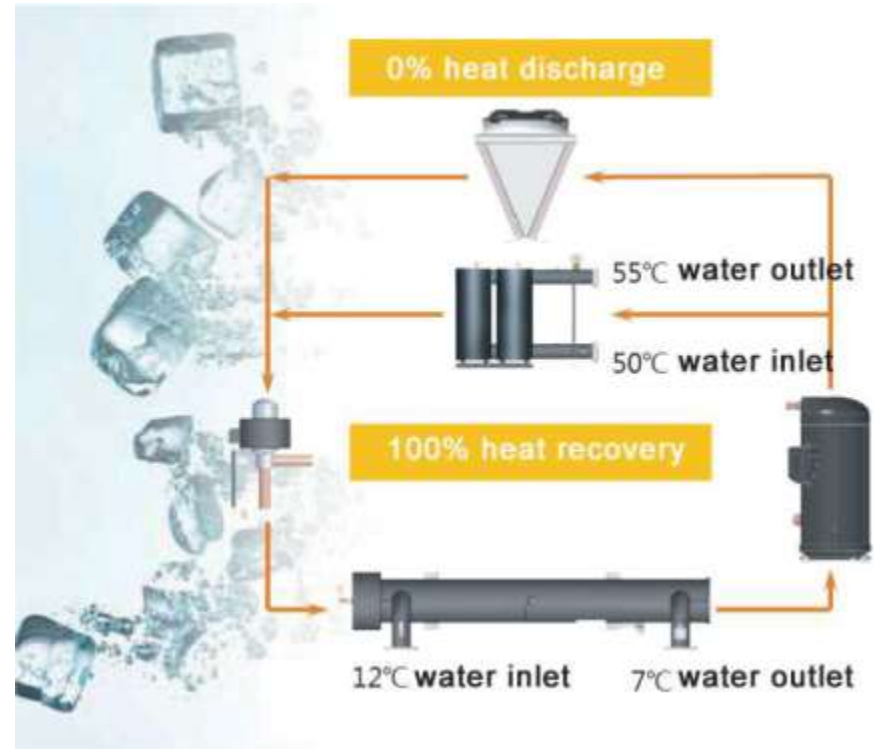 0% heat discharge
55℃ water outlet
50℃ water inlet
100% heat recovery
12℃ water inlet
7℃ water outlet